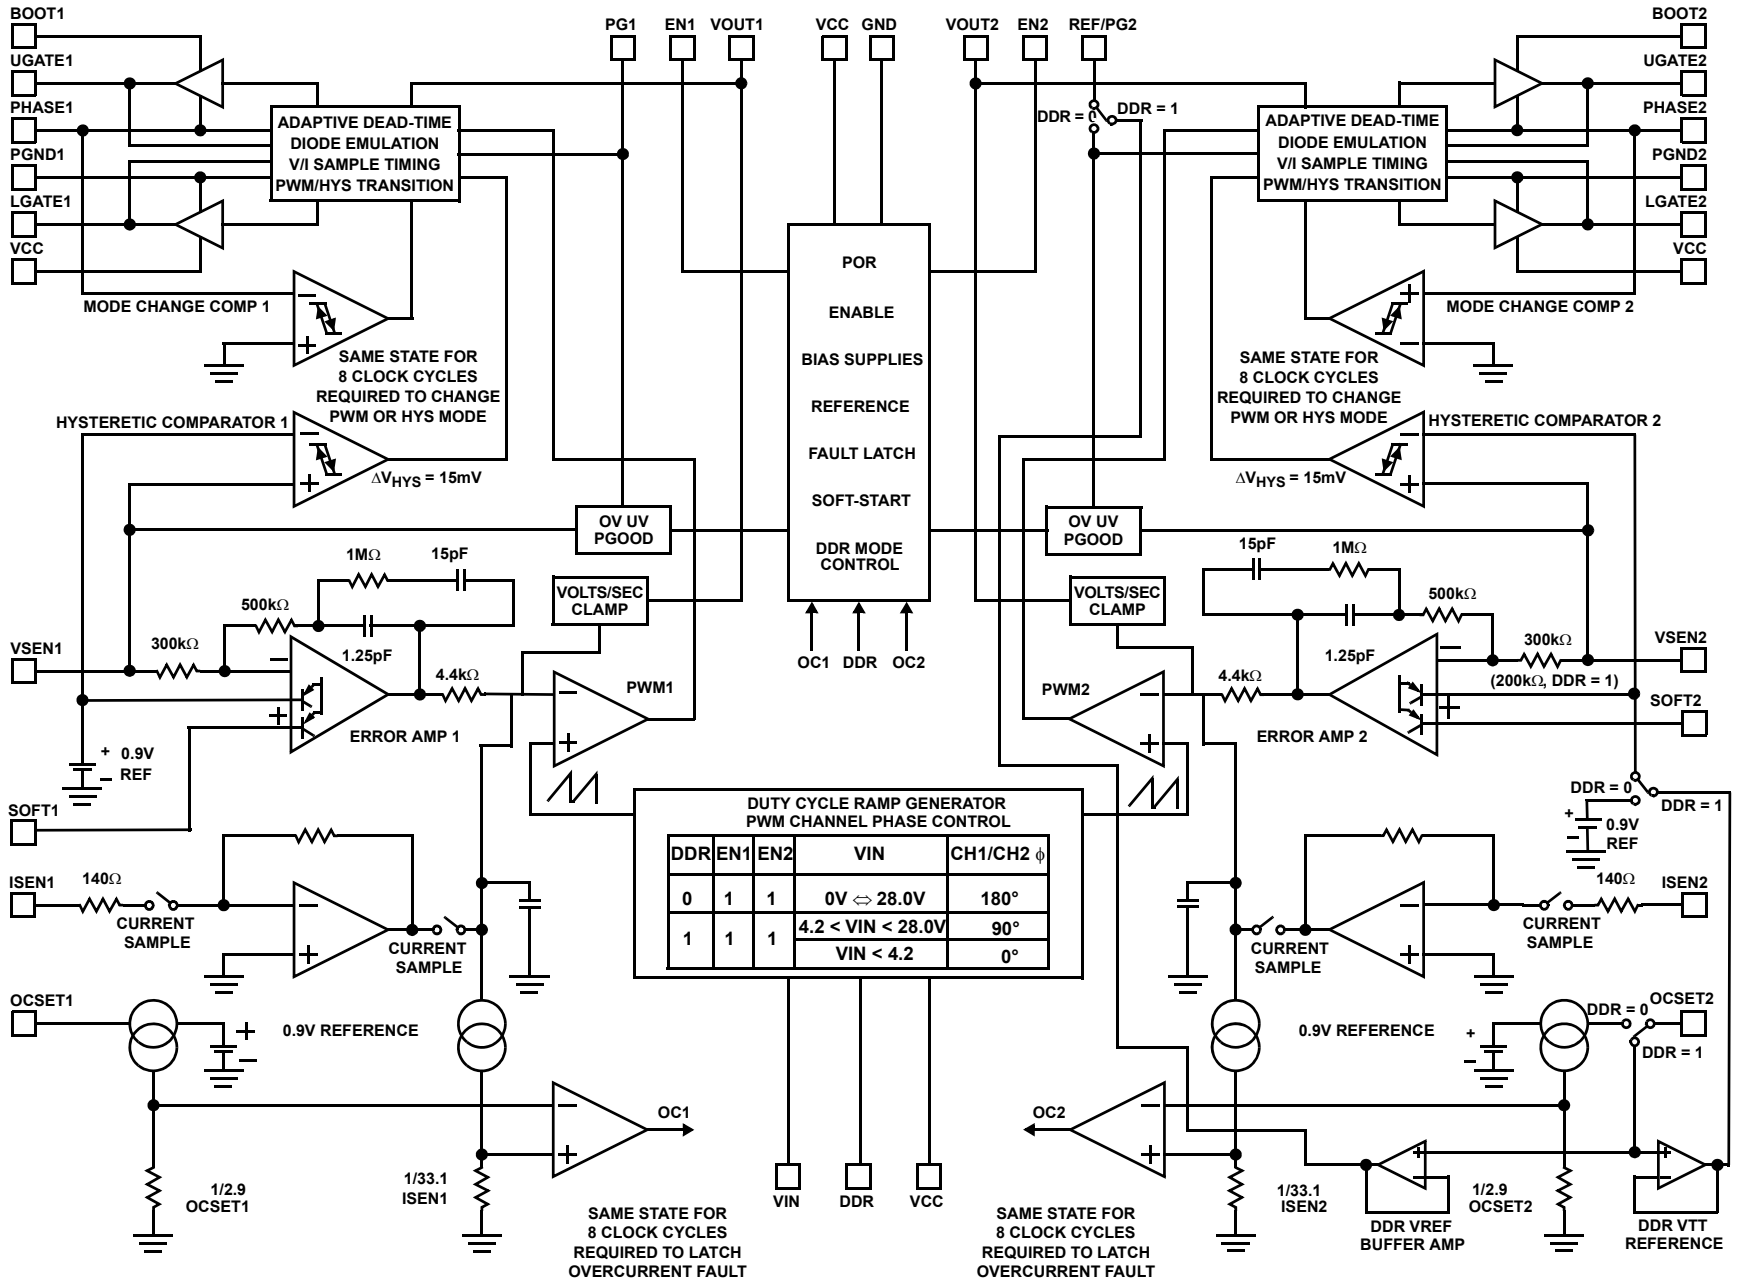 BOOT1
UGATE1
PHASE1
PGND1
LGATE1
VCC
PG1 EN1 VOUT1
VCC GND
VOUT2 EN2 REF/PG2
BOOT2
UGATE2
PHASE2
PGND2
LGATE2
VCC
ADAPTIVE DEAD-TIME
DIODE EMULATION
V/I SAMPLE TIMING
PWM/HYS TRANSITION
DDR = 0
DDR = 1
ADAPTIVE DEAD-TIME
DIODE EMULATION
V/I SAMPLE TIMING
PWM/HYS TRANSITION
MODE CHANGE COMP 1
−
+
SAME STATE FOR
8 CLOCK CYCLES
REQUIRED TO CHANGE
PWM OR HYS MODE
HYSTERETIC COMPARATOR 1
−
+
ΔVHYS = 15mV
POR
ENABLE
BIAS SUPPLIES
REFERENCE
FAULT LATCH
SOFT-START
DDR MODE
CONTROL
OC1 DDR OC2
MODE CHANGE COMP 2
+
−
SAME STATE FOR
8 CLOCK CYCLES
REQUIRED TO CHANGE
PWM OR HYS MODE
HYSTERETIC COMPARATOR 2
−
+
ΔVHYS = 15mV
OV UV
PGOOD
OV UV
PGOOD
VOLTS/SEC
CLAMP
VOLTS/SEC
CLAMP
1MΩ
15pF
500kΩ
1.25pF
VSEN1
300kΩ
−
+
4.4kΩ
ERROR AMP 1
PWM1
−
+
+ 0.9V
− REF
SOFT1
15pF
1MΩ
500kΩ
1.25pF
VSEN2
300kΩ
(200kΩ, DDR = 1)
−
+
4.4kΩ
ERROR AMP 2
PWM2
−
+
SOFT2
DDR = 0
DDR = 1
+ 0.9V
− REF
DUTY CYCLE RAMP GENERATOR
PWM CHANNEL PHASE CONTROL
DDR EN1 EN2 VIN CH1/CH2 ϕ
0 1 1 0V ⇔ 28.0V 180°
1 1 1 4.2 < VIN < 28.0V 90°
VIN < 4.2 0°
VIN DDR VCC
ISEN1
140Ω
CURRENT
SAMPLE
−
+
CURRENT
SAMPLE
OCSET1
+
−
0.9V REFERENCE
−
+
OC1
1/2.9
OCSET1
1/33.1
ISEN1
SAME STATE FOR
8 CLOCK CYCLES
REQUIRED TO LATCH
OVERCURRENT FAULT
ISEN2
140Ω
CURRENT
SAMPLE
−
+
CURRENT
SAMPLE
OCSET2
DDR = 0
DDR = 1
+
−
0.9V REFERENCE
OC2
−
+
1/33.1
ISEN2
1/2.9
OCSET2
SAME STATE FOR
8 CLOCK CYCLES
REQUIRED TO LATCH
OVERCURRENT FAULT
+
−
DDR VREF
BUFFER AMP
+
−
DDR VTT
REFERENCE